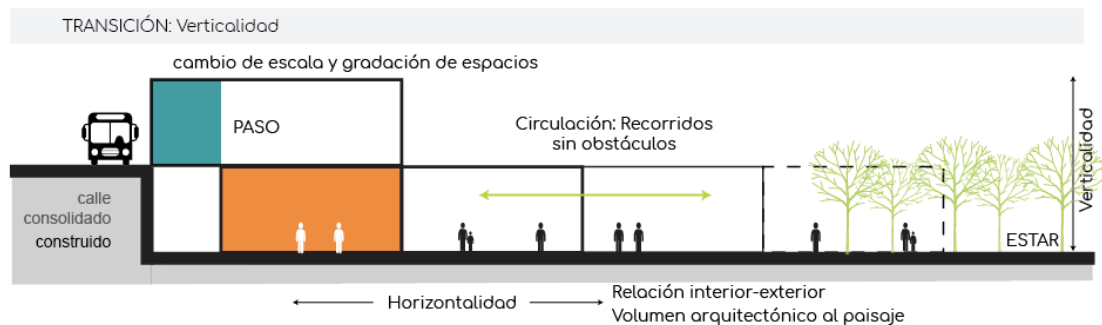 TRANSICIÓN: Verticalidad
cambio de escala y gradación de espacios
PASO
Circulación: Recorridos
sin obstáculos
Verticalidad
calle
consolidado
construido
ESTAR
Horizontalidad
Relación interior-exterior
Volumen arquitectónico al paisaje